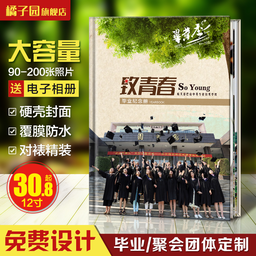 橘子园旗舰店
大容量
90-200张照片
送 电子相册
硬壳封面
覆膜防水
对裱精装
30.8起
12寸
致青春
So Young
毕业纪念册
免费设计
毕业/聚会团体定制